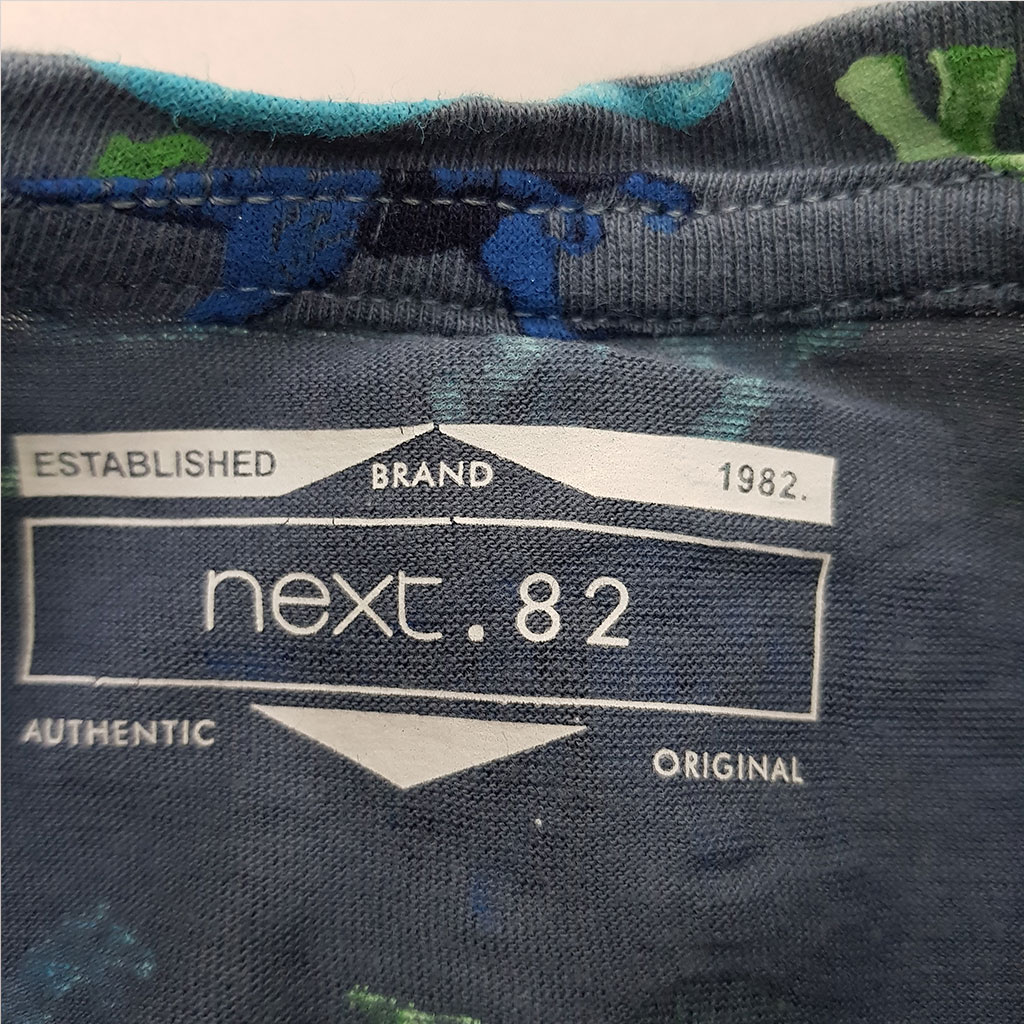 ESTABLISHED BRAND 1982.
next.82
AUTHENTIC ORIGINAL